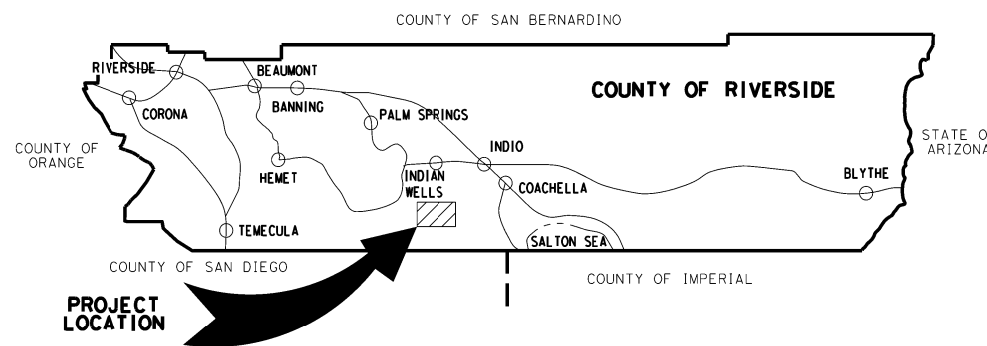 COUNTY OF SAN BERNARDINO
RIVERSIDE
BEAUMONT
COUNTY OF RIVERSIDE
BANNING
CORONA
PALM SPRINGS
STATE O
ARIZONA
COUNTY OF
ORANGE
INDIO
HEMET
INDIAN
WELLS
COACHELLA
BLYTHE
TEMECULA
SALTON SEA
COUNTY OF SAN DIEGO
COUNTY OF IMPERIAL
PROJECT
LOCATION